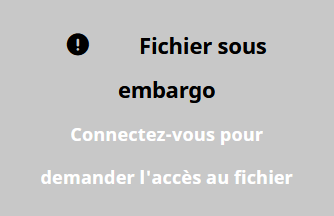 Fichier sous
embargo
Connectez-vous pour
demander l'accès au fichier